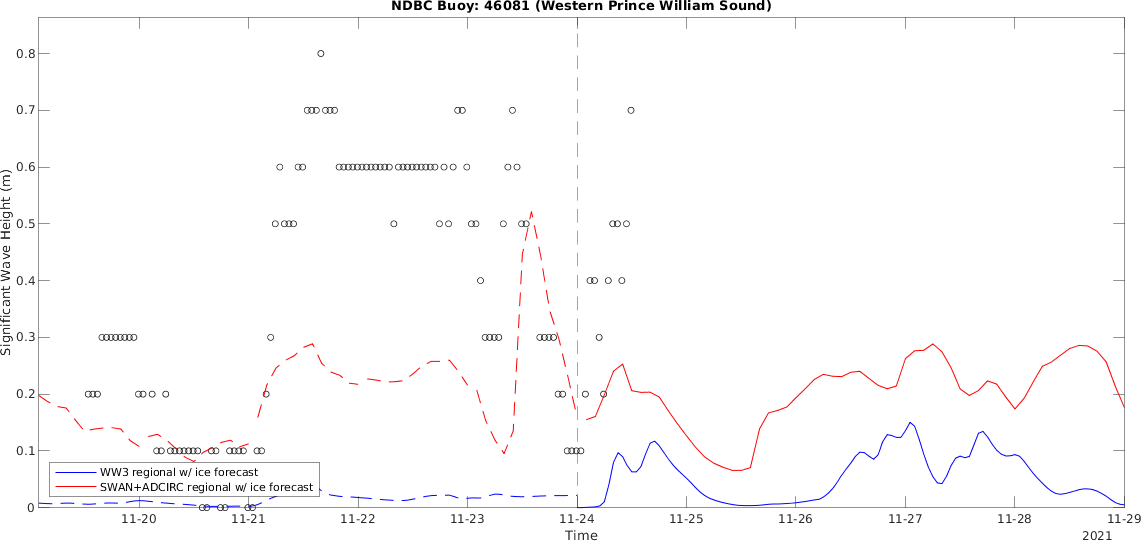 NDBC Buoy: 46081 (Western Prince William Sound)
Significant Wave Height (m)
0.8
0.7
0.6
0.5
0.4
0.3
0.2
0.1
0
WW3 regional w/ ice forecast
SWAN+ADCIRC regional w/ ice forecast
11-20 11-21 11-22 11-23 11-24 11-25 11-26 11-27 11-28 11-29
Time
2021